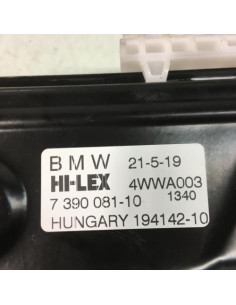 BMW 21-5-19
HI-LEX 4WWA003
7 390 081-10 1340
HUNGARY 194142-10